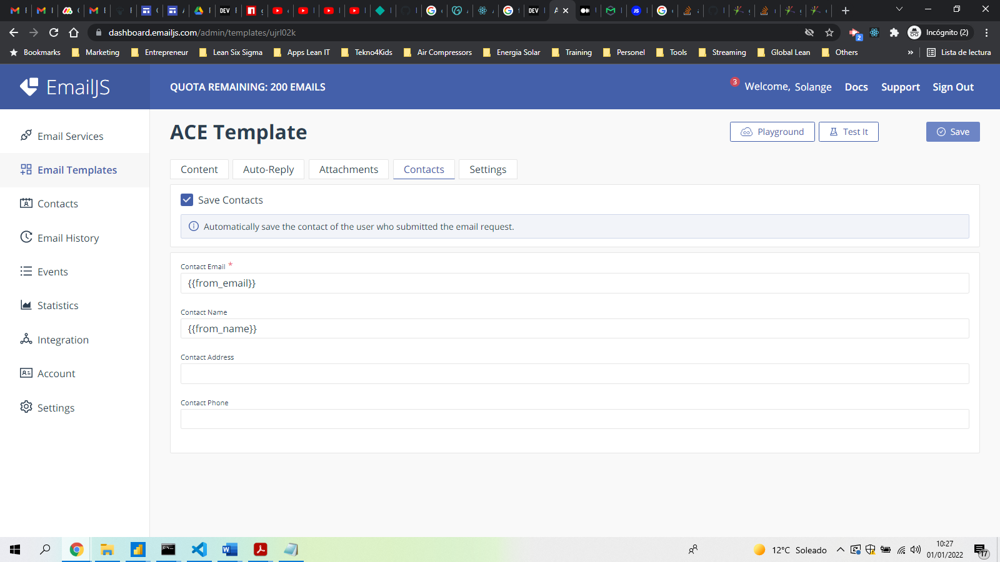 dashboard.emailjs.com/admin/templates/ujrl02k
2
Incógnito (2)
Bookmarks
Marketing
Entrepreneur
Lean Six Sigma
Apps Lean IT
Tekno4Kids
Air Compressors
Energia Solar
Training
Personel
Tools
Streaming
Global Lean
Others
»
Lista de lectura
EmailJS
QUOTA REMAINING: 200 EMAILS
3
Welcome, Solange
Docs
Support
Sign Out
Email Services
Email Templates
Contacts
Email History
Events
Statistics
Integration
Account
Settings
ACE Template
Playground
Test It
Save
Content
Auto-Reply
Attachments
Contacts
Settings
Save Contacts
Automatically save the contact of the user who submitted the email request.
Contact Email *
{{from_email}}
Contact Name
{{from_name}}
Contact Address
Contact Phone
12°C Soleado
10:27
01/01/2022
17